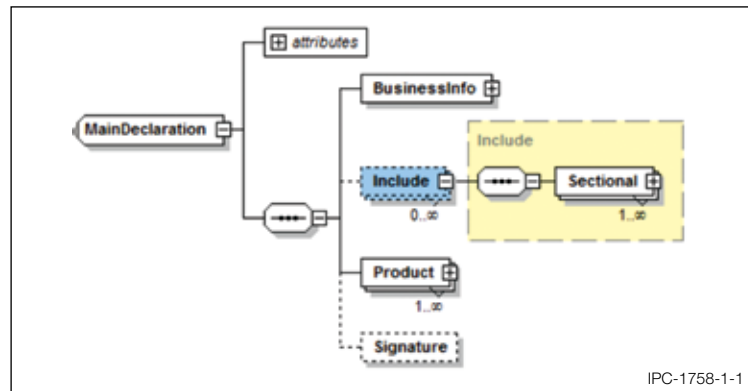 attributes
BusinessInfo
MainDeclaration
Include
Include
Sectional
0..∞
1..∞
Product
1..∞
Signature
IPC-1758-1-1